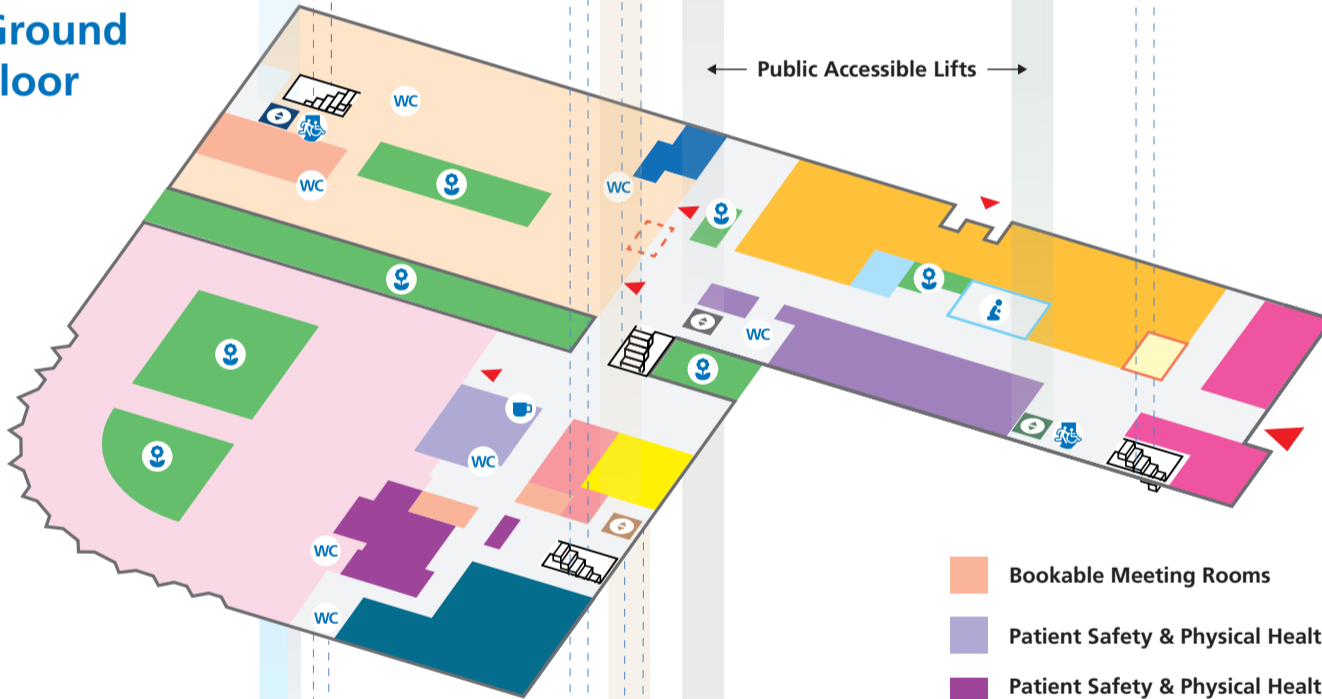 Ground
Floor
Public Accessible Lifts
WC
WC
WC
WC
WC
WC
WC
Bookable Meeting Rooms
Patient Safety & Physical Healt
Patient Safety & Physical Healt